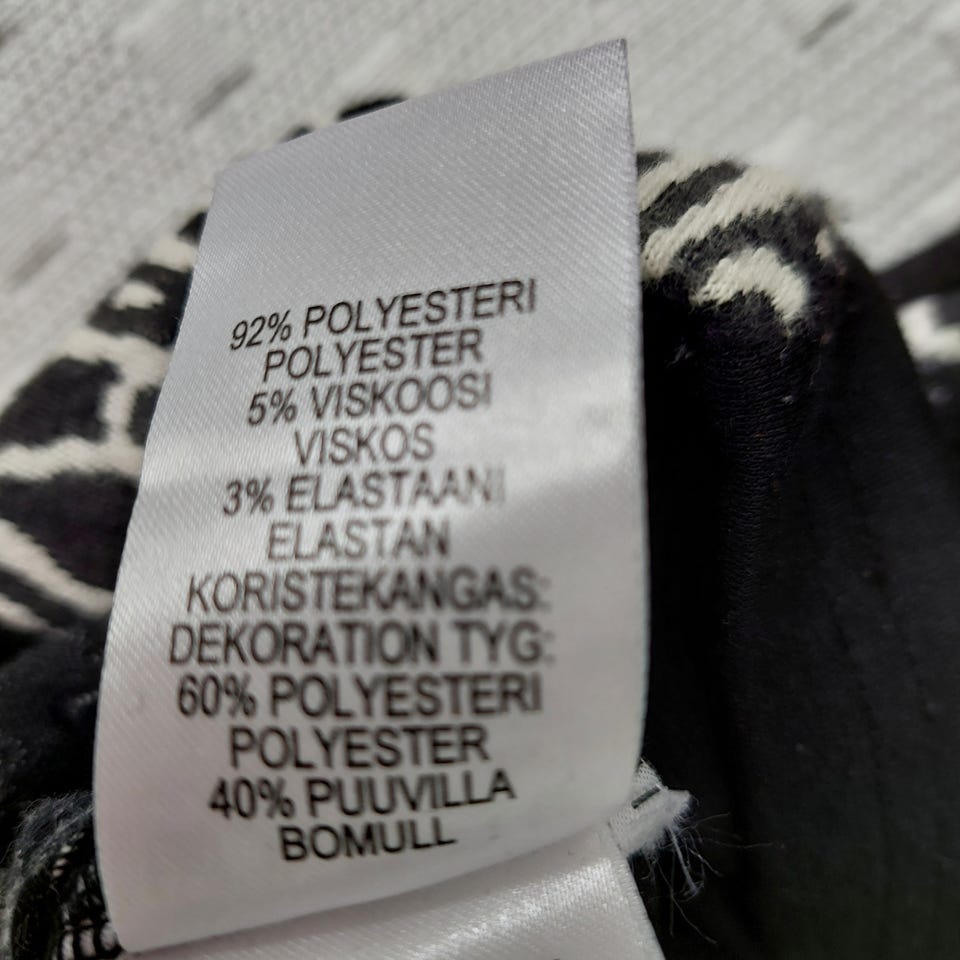 92% POLYESTERI
POLYESTER
5% VISKOOSI
VISKOS
3% ELASTAANI
ELASTAN
KORISTEKANGAS:
DEKORATION TYG:
60% POLYESTERI
POLYESTER
40% PUUVILLA
BOMULL